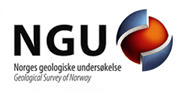 NGU
Norges geologiske undersøkelse
Geological Survey of Norway